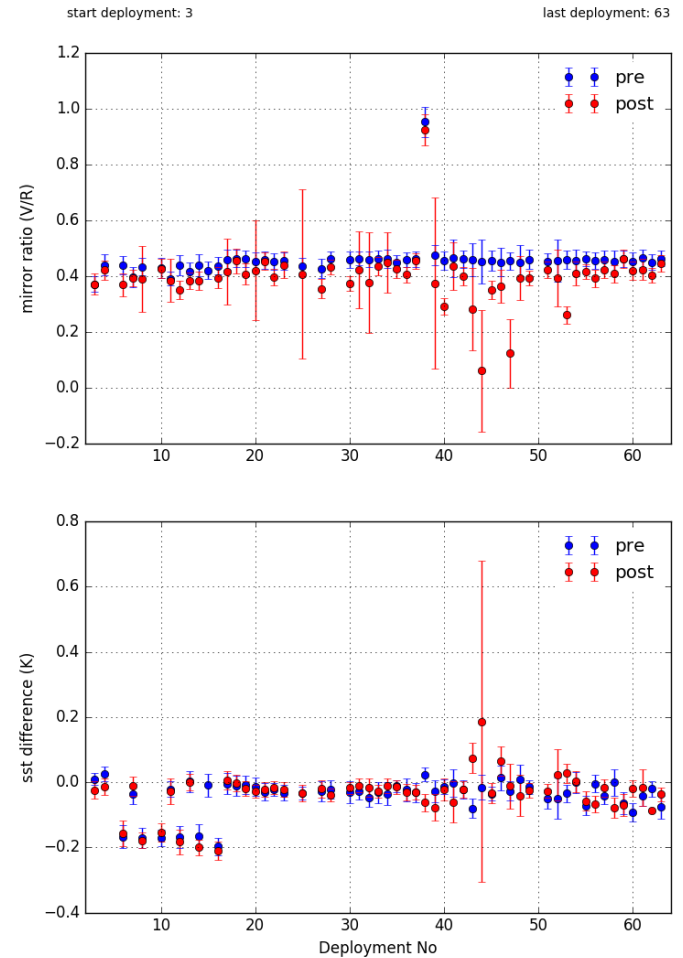 start deployment: 3 last deployment: 63
1.2
1.0
0.8
0.6
0.4
0.2
0.0
−0.2
mirror ratio (V/R)
pre
post
10 20 30 40 50 60
0.8
0.6
0.4
0.2
0.0
−0.2
−0.4
sst difference (K)
pre
post
10 20 30 40 50 60
Deployment No